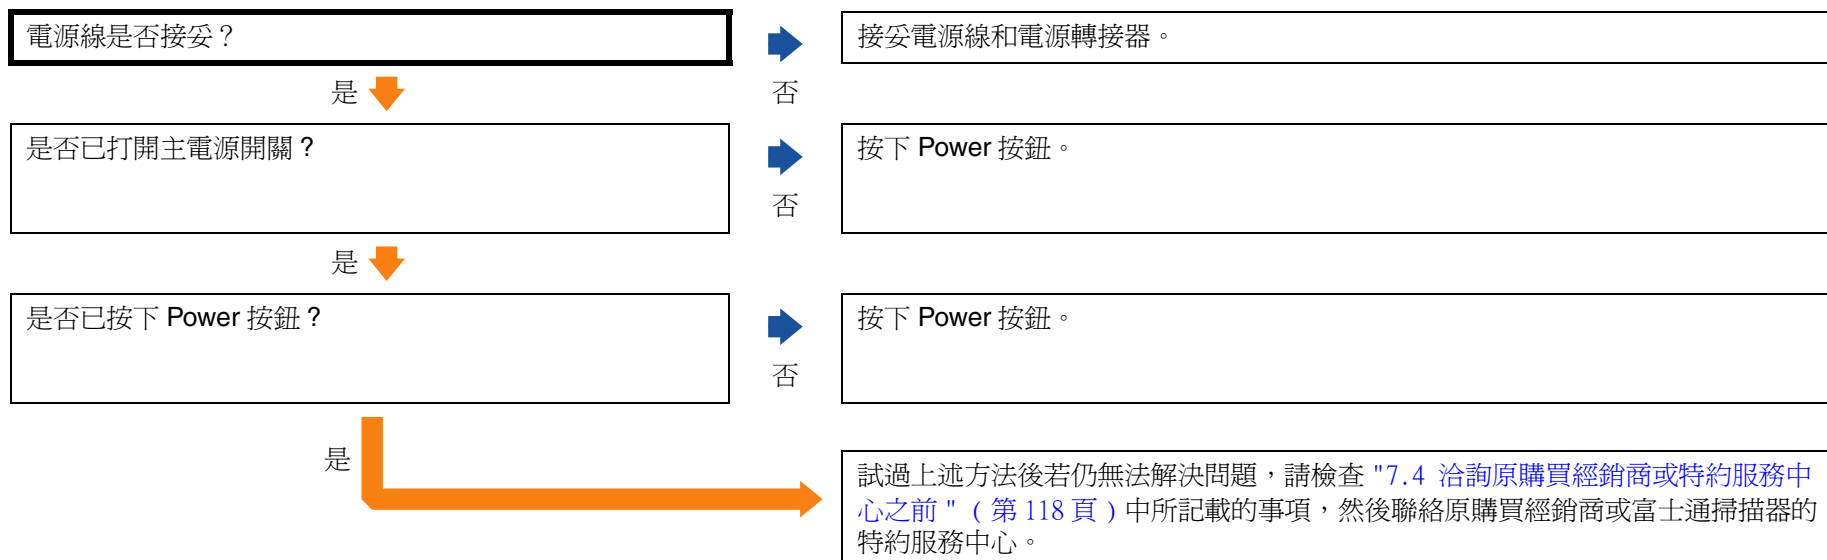 電源線是否接妥？
接妥電源線和電源轉接器。
是
否
是否已打開主電源開關？
按下 Power 按鈕。
否
是
是否已按下 Power 按鈕？
按下 Power 按鈕。
否
是
試過上述方法後若仍無法解決問題，請檢查 "7.4 洽詢原購買經銷商或特約服務中
心之前 " ( 第 118 頁 ) 中所記載的事項，然後聯絡原購買經銷商或富士通掃描器的
特約服務中心。